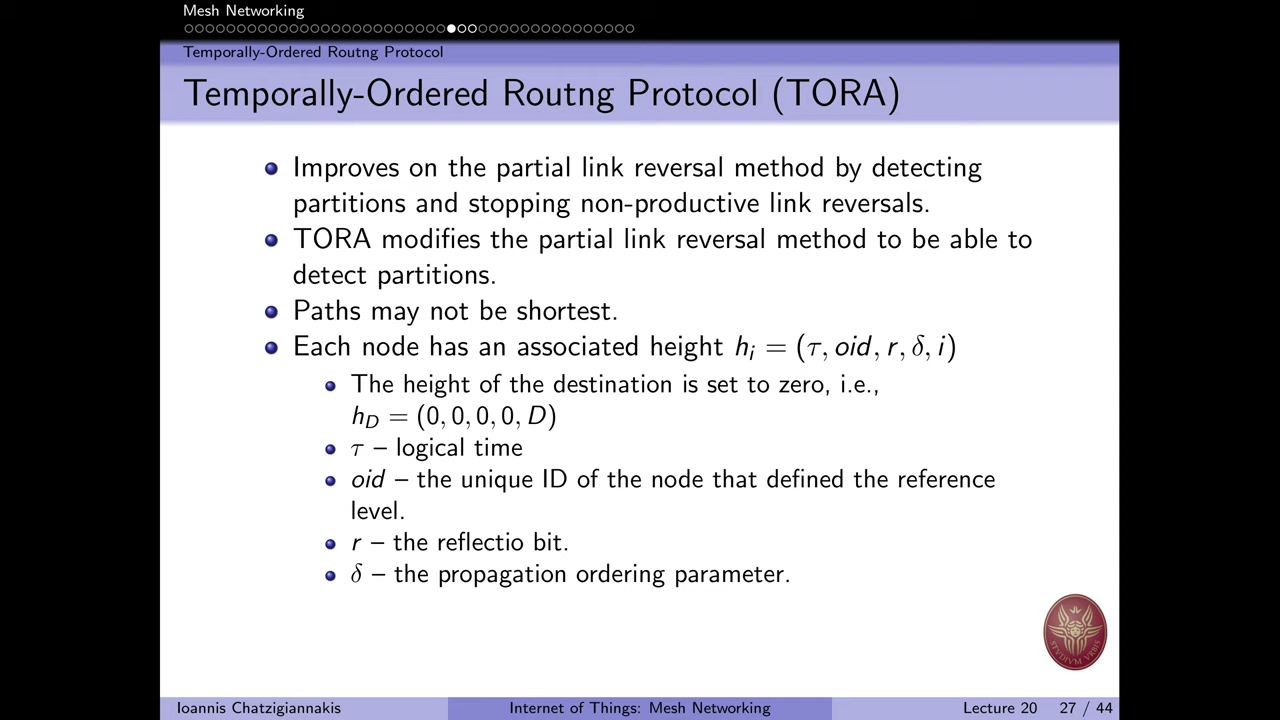 Mesh Networking
Temporally-Ordered Routng Protocol
Temporally-Ordered Routng Protocol (TORA)
Improves on the partial link reversal method by detecting
partitions and stopping non-productive link reversals.
TORA modifies the partial link reversal method to be able to
detect partitions.
Paths may not be shortest.
Each node has an associated height hᵢ = (τ, oid, r, δ, i)
The height of the destination is set to zero, i.e.,
h_D = (0, 0, 0, 0, D)
τ – logical time
oid – the unique ID of the node that defined the reference
level.
r – the reflectio bit.
δ – the propagation ordering parameter.
STVDIVM VRBIS
Ioannis Chatzigiannakis Internet of Things: Mesh Networking Lecture 20 27 / 44